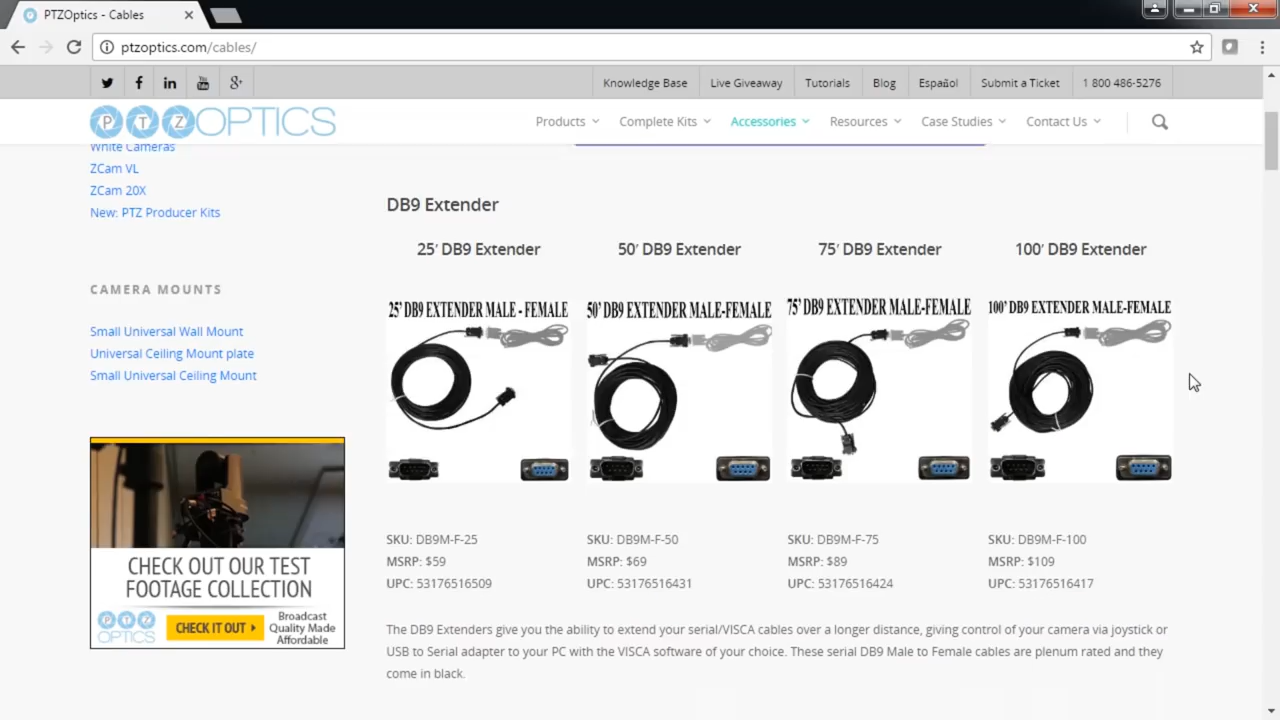 PTZOptics - Cables
ptzoptics.com/cables/
Knowledge Base Live Giveaway Tutorials Blog Español Submit a Ticket 1 800 486-5276
PTZOPTICS
Products Complete Kits Accessories Resources Case Studies Contact Us
White Cameras
ZCam VL
ZCam 20X
New: PTZ Producer Kits
CAMERA MOUNTS
Small Universal Wall Mount
Universal Ceiling Mount plate
Small Universal Ceiling Mount
CHECK OUT OUR TEST
FOOTAGE COLLECTION
PTZ
OPTICS
CHECK IT OUT
Broadcast
Quality Made
Affordable
DB9 Extender
25' DB9 Extender 50' DB9 Extender 75' DB9 Extender 100' DB9 Extender
25' DB9 EXTENDER MALE - FEMALE 50' DB9 EXTENDER MALE-FEMALE 75' DB9 EXTENDER MALE-FEMALE 100' DB9 EXTENDER MALE-FEMALE
SKU: DB9M-F-25 SKU: DB9M-F-50 SKU: DB9M-F-75 SKU: DB9M-F-100
MSRP: $59 MSRP: $69 MSRP: $89 MSRP: $109
UPC: 53176516509 UPC: 53176516431 UPC: 53176516424 UPC: 53176516417
The DB9 Extenders give you the ability to extend your serial/VISCA cables over a longer distance, giving control of your camera via joystick or
USB to Serial adapter to your PC with the VISCA software of your choice. These serial DB9 Male to Female cables are plenum rated and they
come in black.